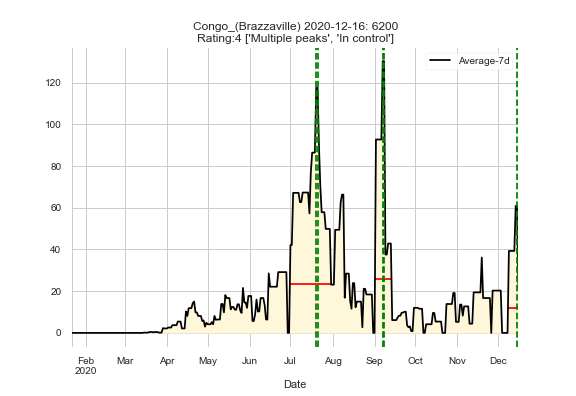 Congo_(Brazzaville) 2020-12-16: 6200
Rating:4 ['Multiple peaks', 'In control']
Average-7d
120
100
80
60
40
20
0
Feb Mar Apr May Jun Jul Aug Sep Oct Nov Dec
2020
Date